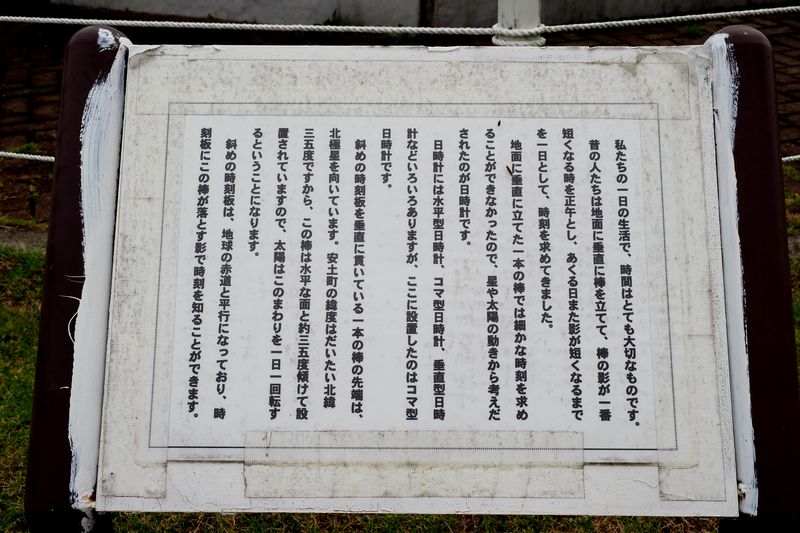 私たちの一日の生活で、時間はとても大切なものです。
昔の人たちは地面に垂直に棒を立てて、棒の影が一番
短くなる時を正午とし、あくる日また影が短くなるまで
を一日として、時刻を求めてきました。
地面に垂直に立てた一本の棒では細かな時刻を求め
ることができなかったので、星や太陽の動きから考えだ
されたのが日時計です。
日時計には水平型日時計、コマ型日時計、垂直型日時
計などいろいろありますが、ここに設置したのはコマ型
日時計です。
斜めの時刻板を垂直に貫いている一本の棒の先端は、
北極星を向いています。安土町の緯度はだいたい北緯
三五度ですから、この棒は水平な面と約三五度傾けて設
置されていますので、太陽はこのまわりを一日一回転す
るということになります。
斜めの時刻板は、地球の赤道と平行になっており、時
刻板にこの棒が落とす影で時刻を知ることができます。